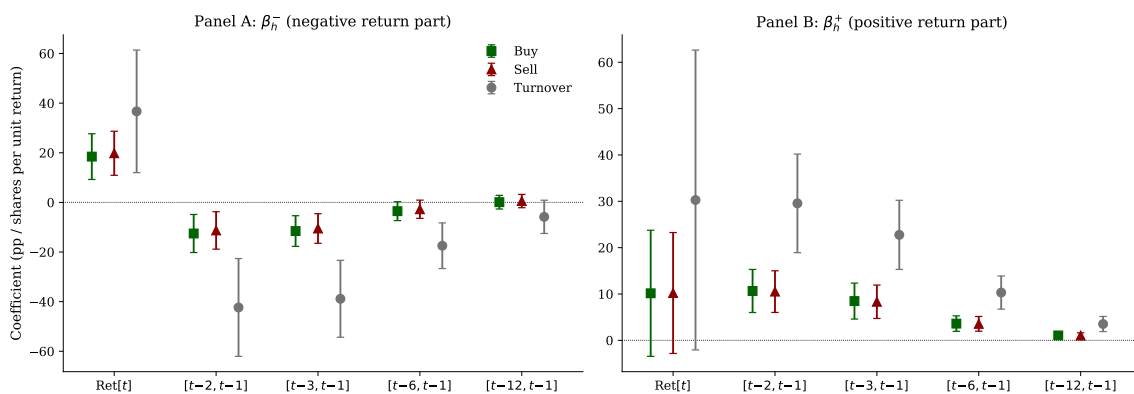 Panel A: βₕ⁻ (negative return part)
Coefficient (pp / shares per unit return)
60
40
20
0
−20
−40
−60
Buy
Sell
Turnover
Ret[t]
[t−2, t−1]
[t−3, t−1]
[t−6, t−1]
[t−12, t−1]
Panel B: βₕ⁺ (positive return part)
60
50
40
30
20
10
0
Ret[t]
[t−2, t−1]
[t−3, t−1]
[t−6, t−1]
[t−12, t−1]